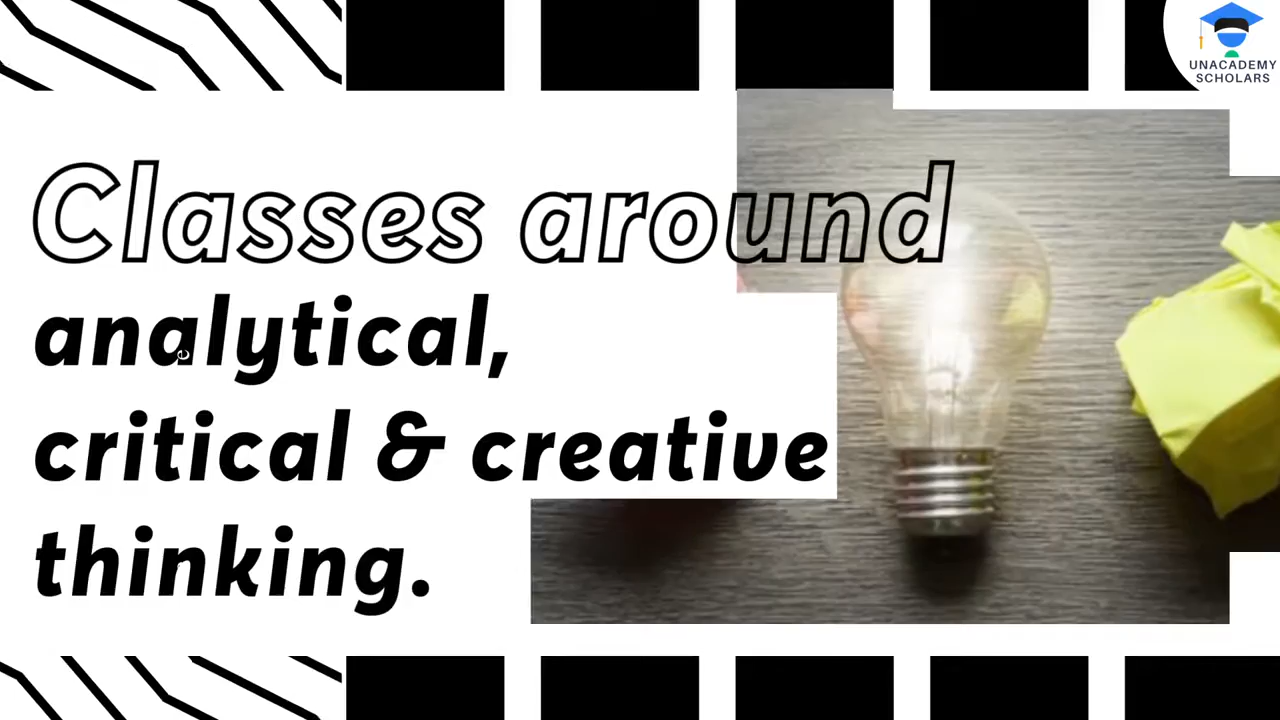 UNACADEMY
SCHOLARS
Classes around
analytical,
critical & creative
thinking.